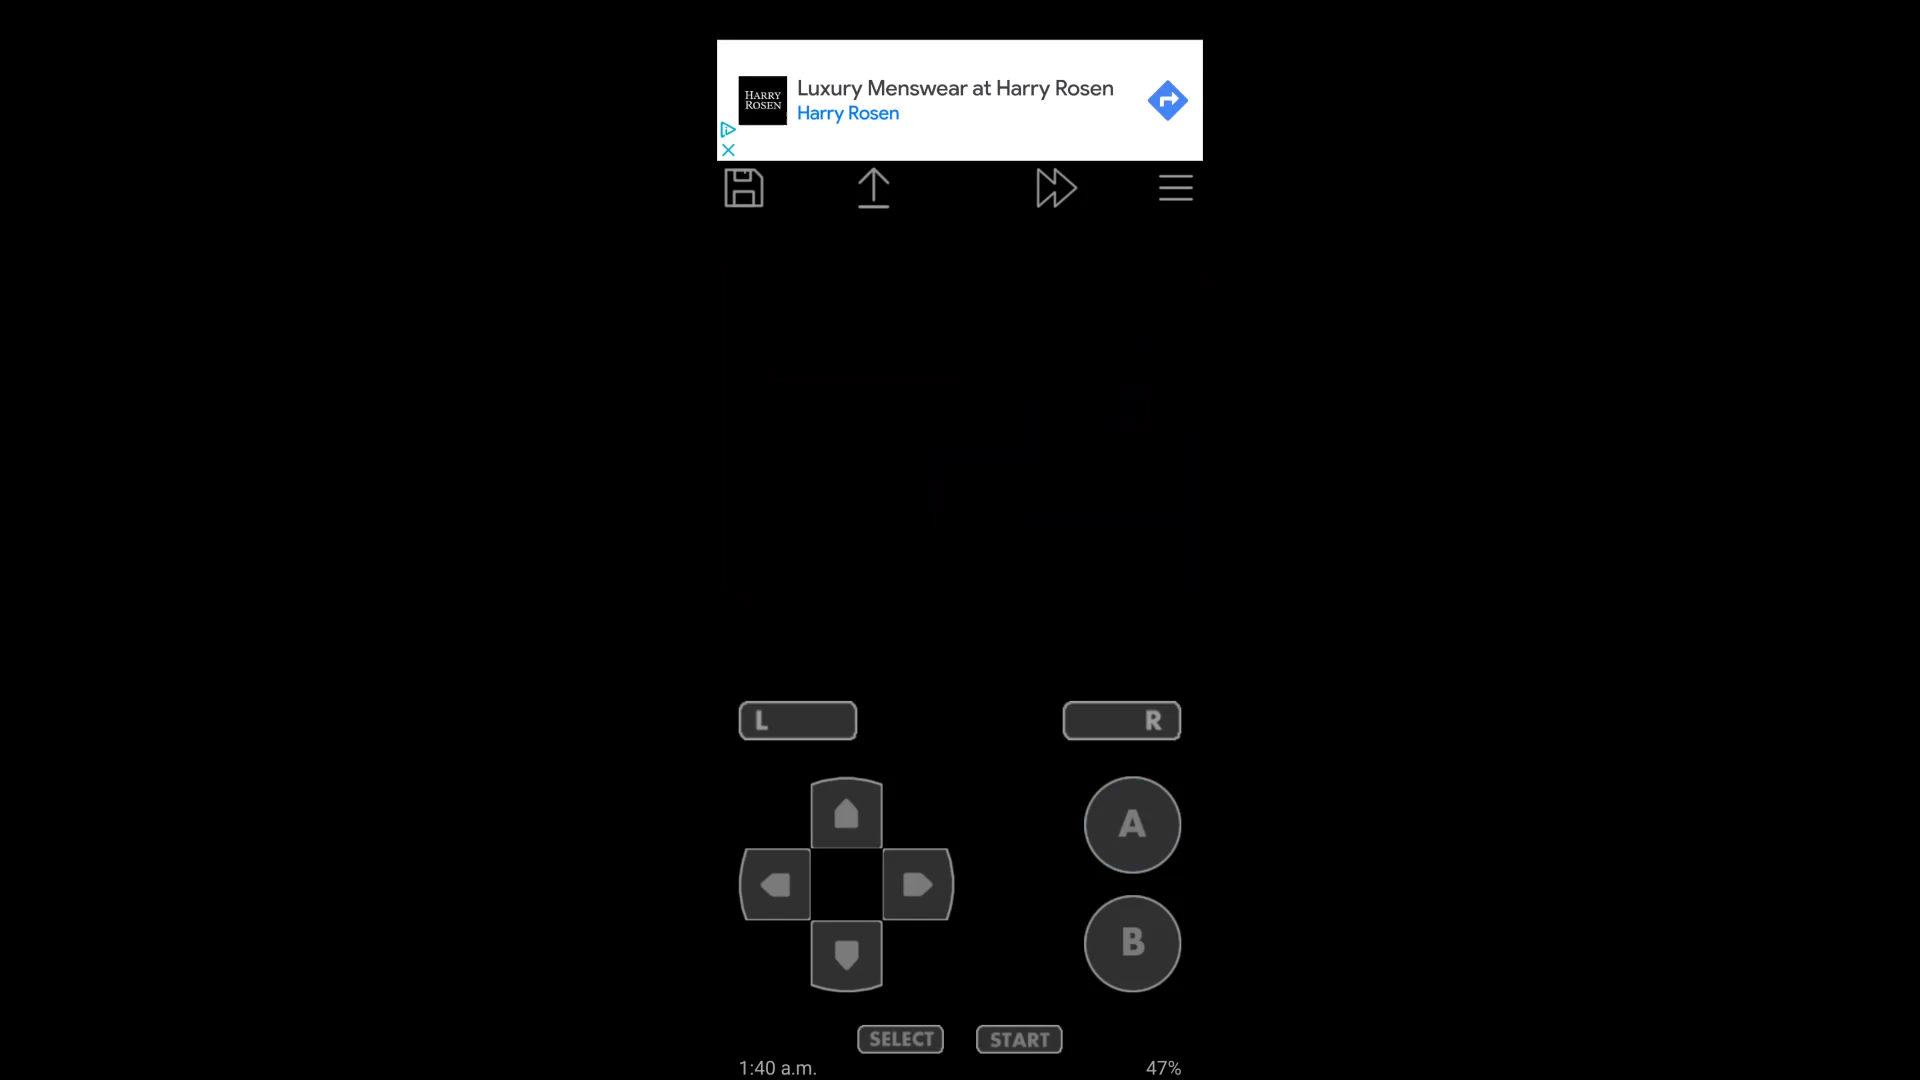 HARRY
ROSEN
Luxury Menswear at Harry Rosen
Harry Rosen
L
R
A
B
SELECT
START
1:40 a.m.
47%